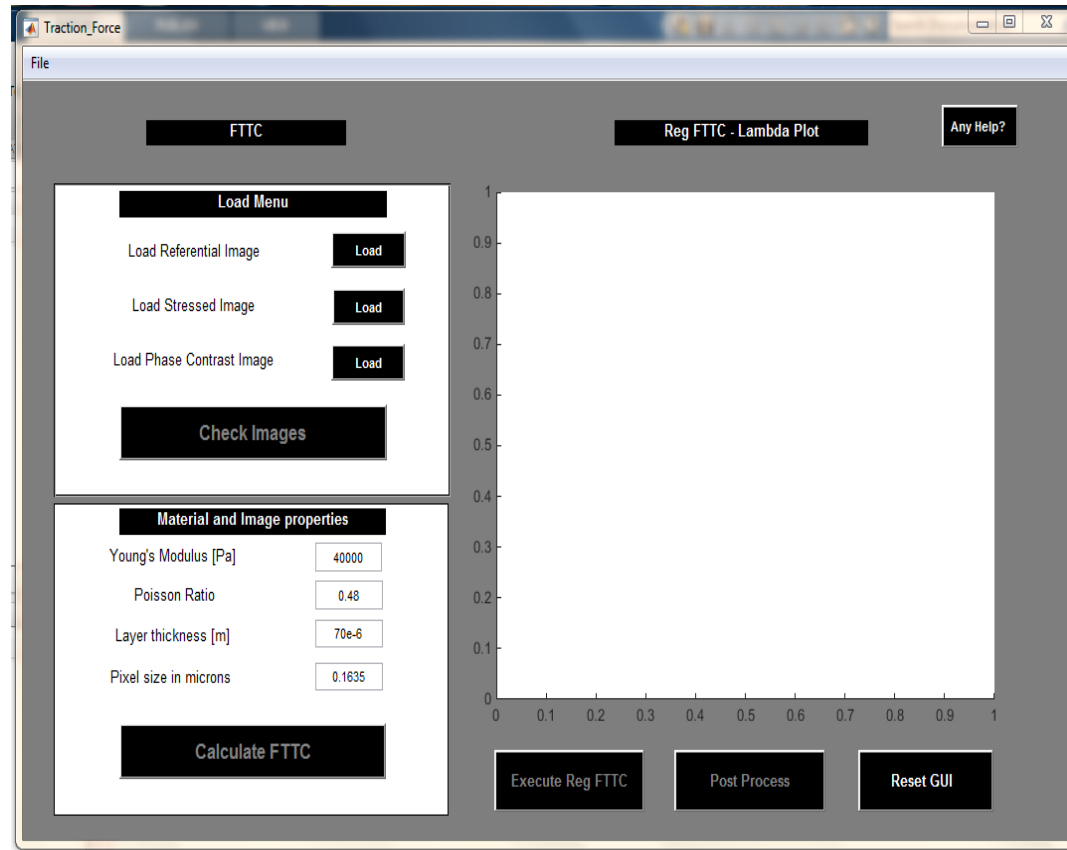 Traction_Force
File
FTTC
Reg FTTC - Lambda Plot
Any Help?
Load Menu
Load Referential Image
Load
Load Stressed Image
Load
Load Phase Contrast Image
Load
Check Images
Material and Image properties
Young's Modulus [Pa]
40000
Poisson Ratio
0.48
Layer thickness [m]
70e-6
Pixel size in microns
0.1635
Calculate FTTC
1
0.9
0.8
0.7
0.6
0.5
0.4
0.3
0.2
0.1
0
0 0.1 0.2 0.3 0.4 0.5 0.6 0.7 0.8 0.9 1
Execute Reg FTTC
Post Process
Reset GUI